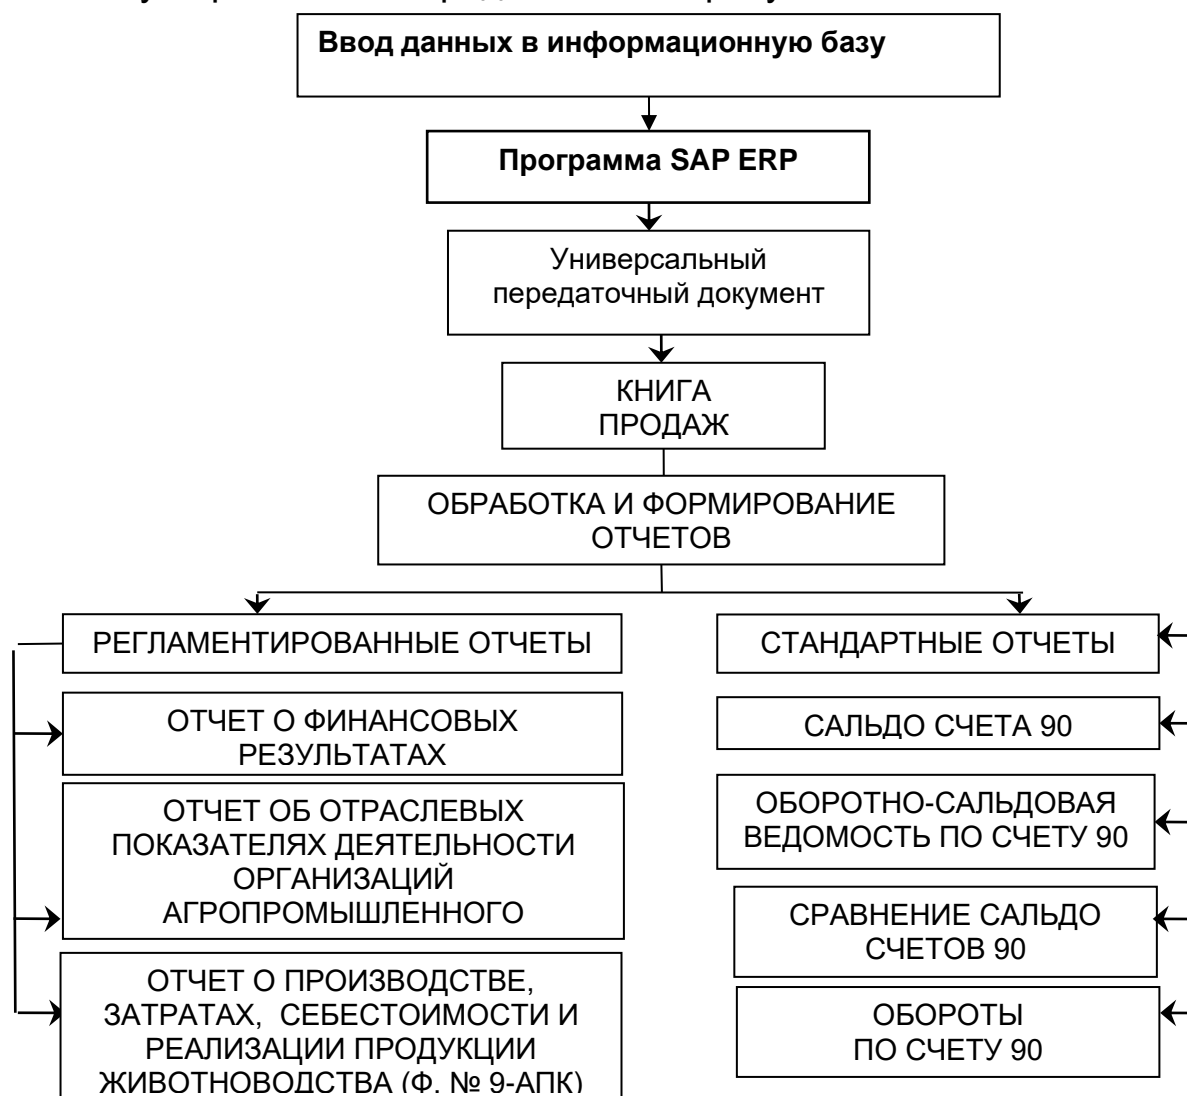 Ввод данных в информационную базу
Программа SAP ERP
Универсальный
передаточный документ
КНИГА
ПРОДАЖ
ОБРАБОТКА И ФОРМИРОВАНИЕ
ОТЧЕТОВ
РЕГЛАМЕНТИРОВАННЫЕ ОТЧЕТЫ
ОТЧЕТ О ФИНАНСОВЫХ
РЕЗУЛЬТАТАХ
ОТЧЕТ ОБ ОТРАСЛЕВЫХ
ПОКАЗАТЕЛЯХ ДЕЯТЕЛЬНОСТИ
ОРГАНИЗАЦИЙ
АГРОПРОМЫШЛЕННОГО
ОТЧЕТ О ПРОИЗВОДСТВЕ,
ЗАТРАТАХ, СЕБЕСТОИМОСТИ И
РЕАЛИЗАЦИИ ПРОДУКЦИИ
ЖИВОТНОВОДСТВА (Ф. № 9-АПК)
СТАНДАРТНЫЕ ОТЧЕТЫ
САЛЬДО СЧЕТА 90
ОБОРОТНО-САЛЬДОВАЯ
ВЕДОМОСТЬ ПО СЧЕТУ 90
СРАВНЕНИЕ САЛЬДО
СЧЕТОВ 90
ОБОРОТЫ
ПО СЧЕТУ 90